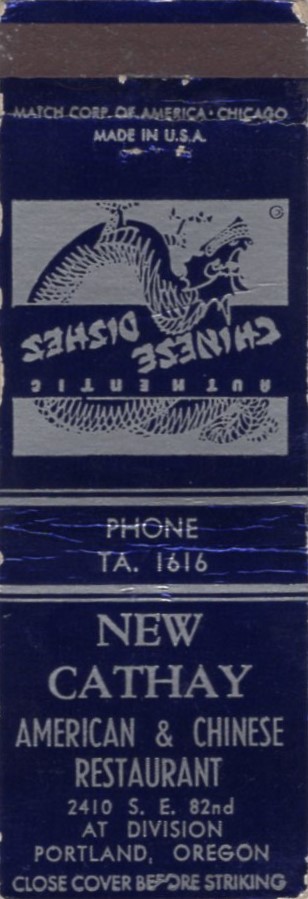 MATCH CORP. OF AMERICA · CHICAGO
MADE IN U.S.A.
AUTHENTIC
CHINESE
DISHES
PHONE
TA. 1616
NEW
CATHAY
AMERICAN & CHINESE
RESTAURANT
2410 S. E. 82nd
AT DIVISION
PORTLAND, OREGON
CLOSE COVER BEFORE STRIKING